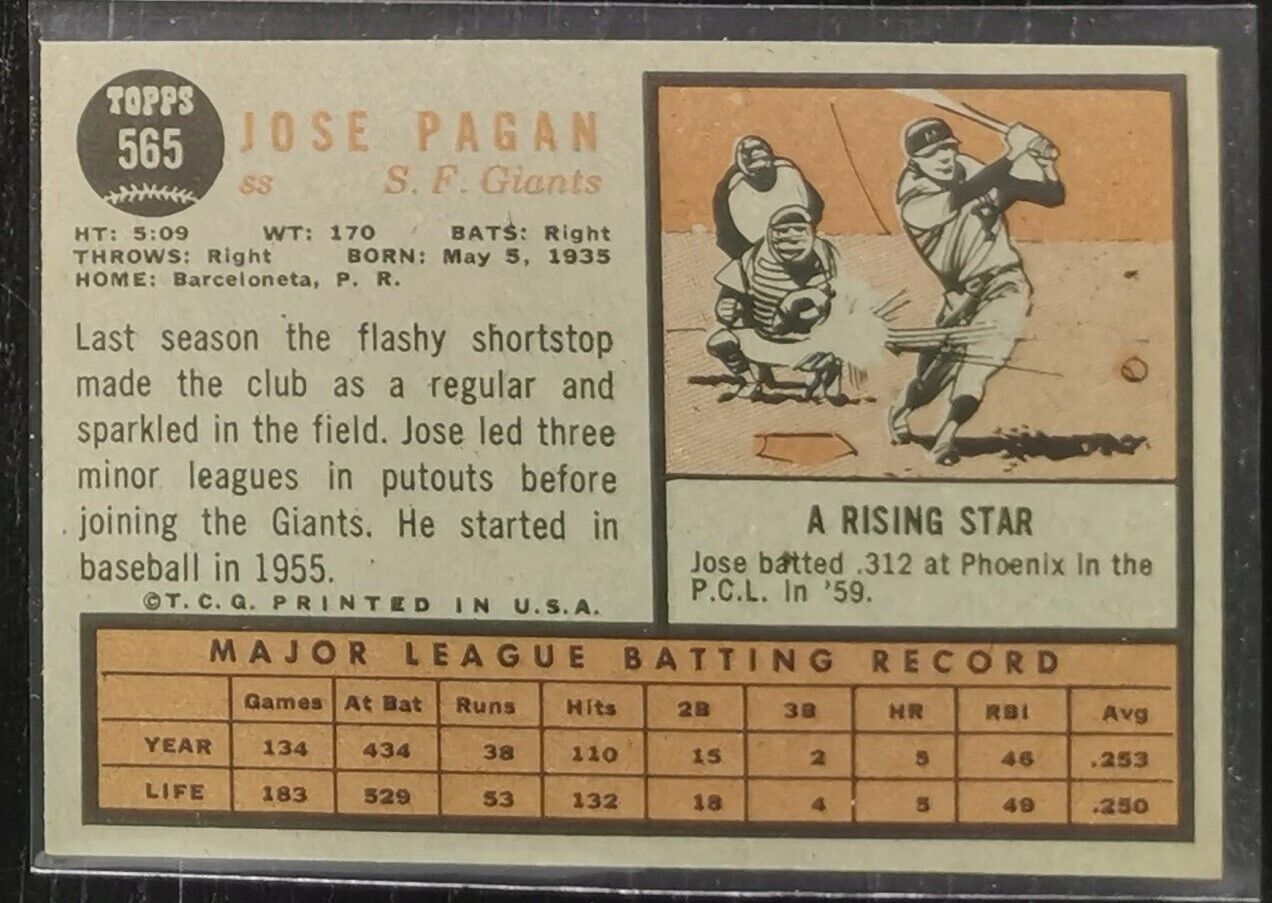 TOPPS
565
JOSE PAGAN
ss S. F. Giants
HT: 5:09 WT: 170 BATS: Right
THROWS: Right BORN: May 5, 1935
HOME: Barceloneta, P. R.
Last season the flashy shortstop
made the club as a regular and
sparkled in the field. Jose led three
minor leagues in putouts before
joining the Giants. He started in
baseball in 1955.
©T.C.G. PRINTED IN U.S.A.
A RISING STAR
Jose batted .312 at Phoenix in the
P.C.L. in '59.
MAJOR LEAGUE BATTING RECORD
Games At Bat Runs Hits 2B 3B HR RBI Avg
YEAR 134 434 38 110 15 2 5 46 .253
LIFE 183 529 53 132 18 4 5 49 .250